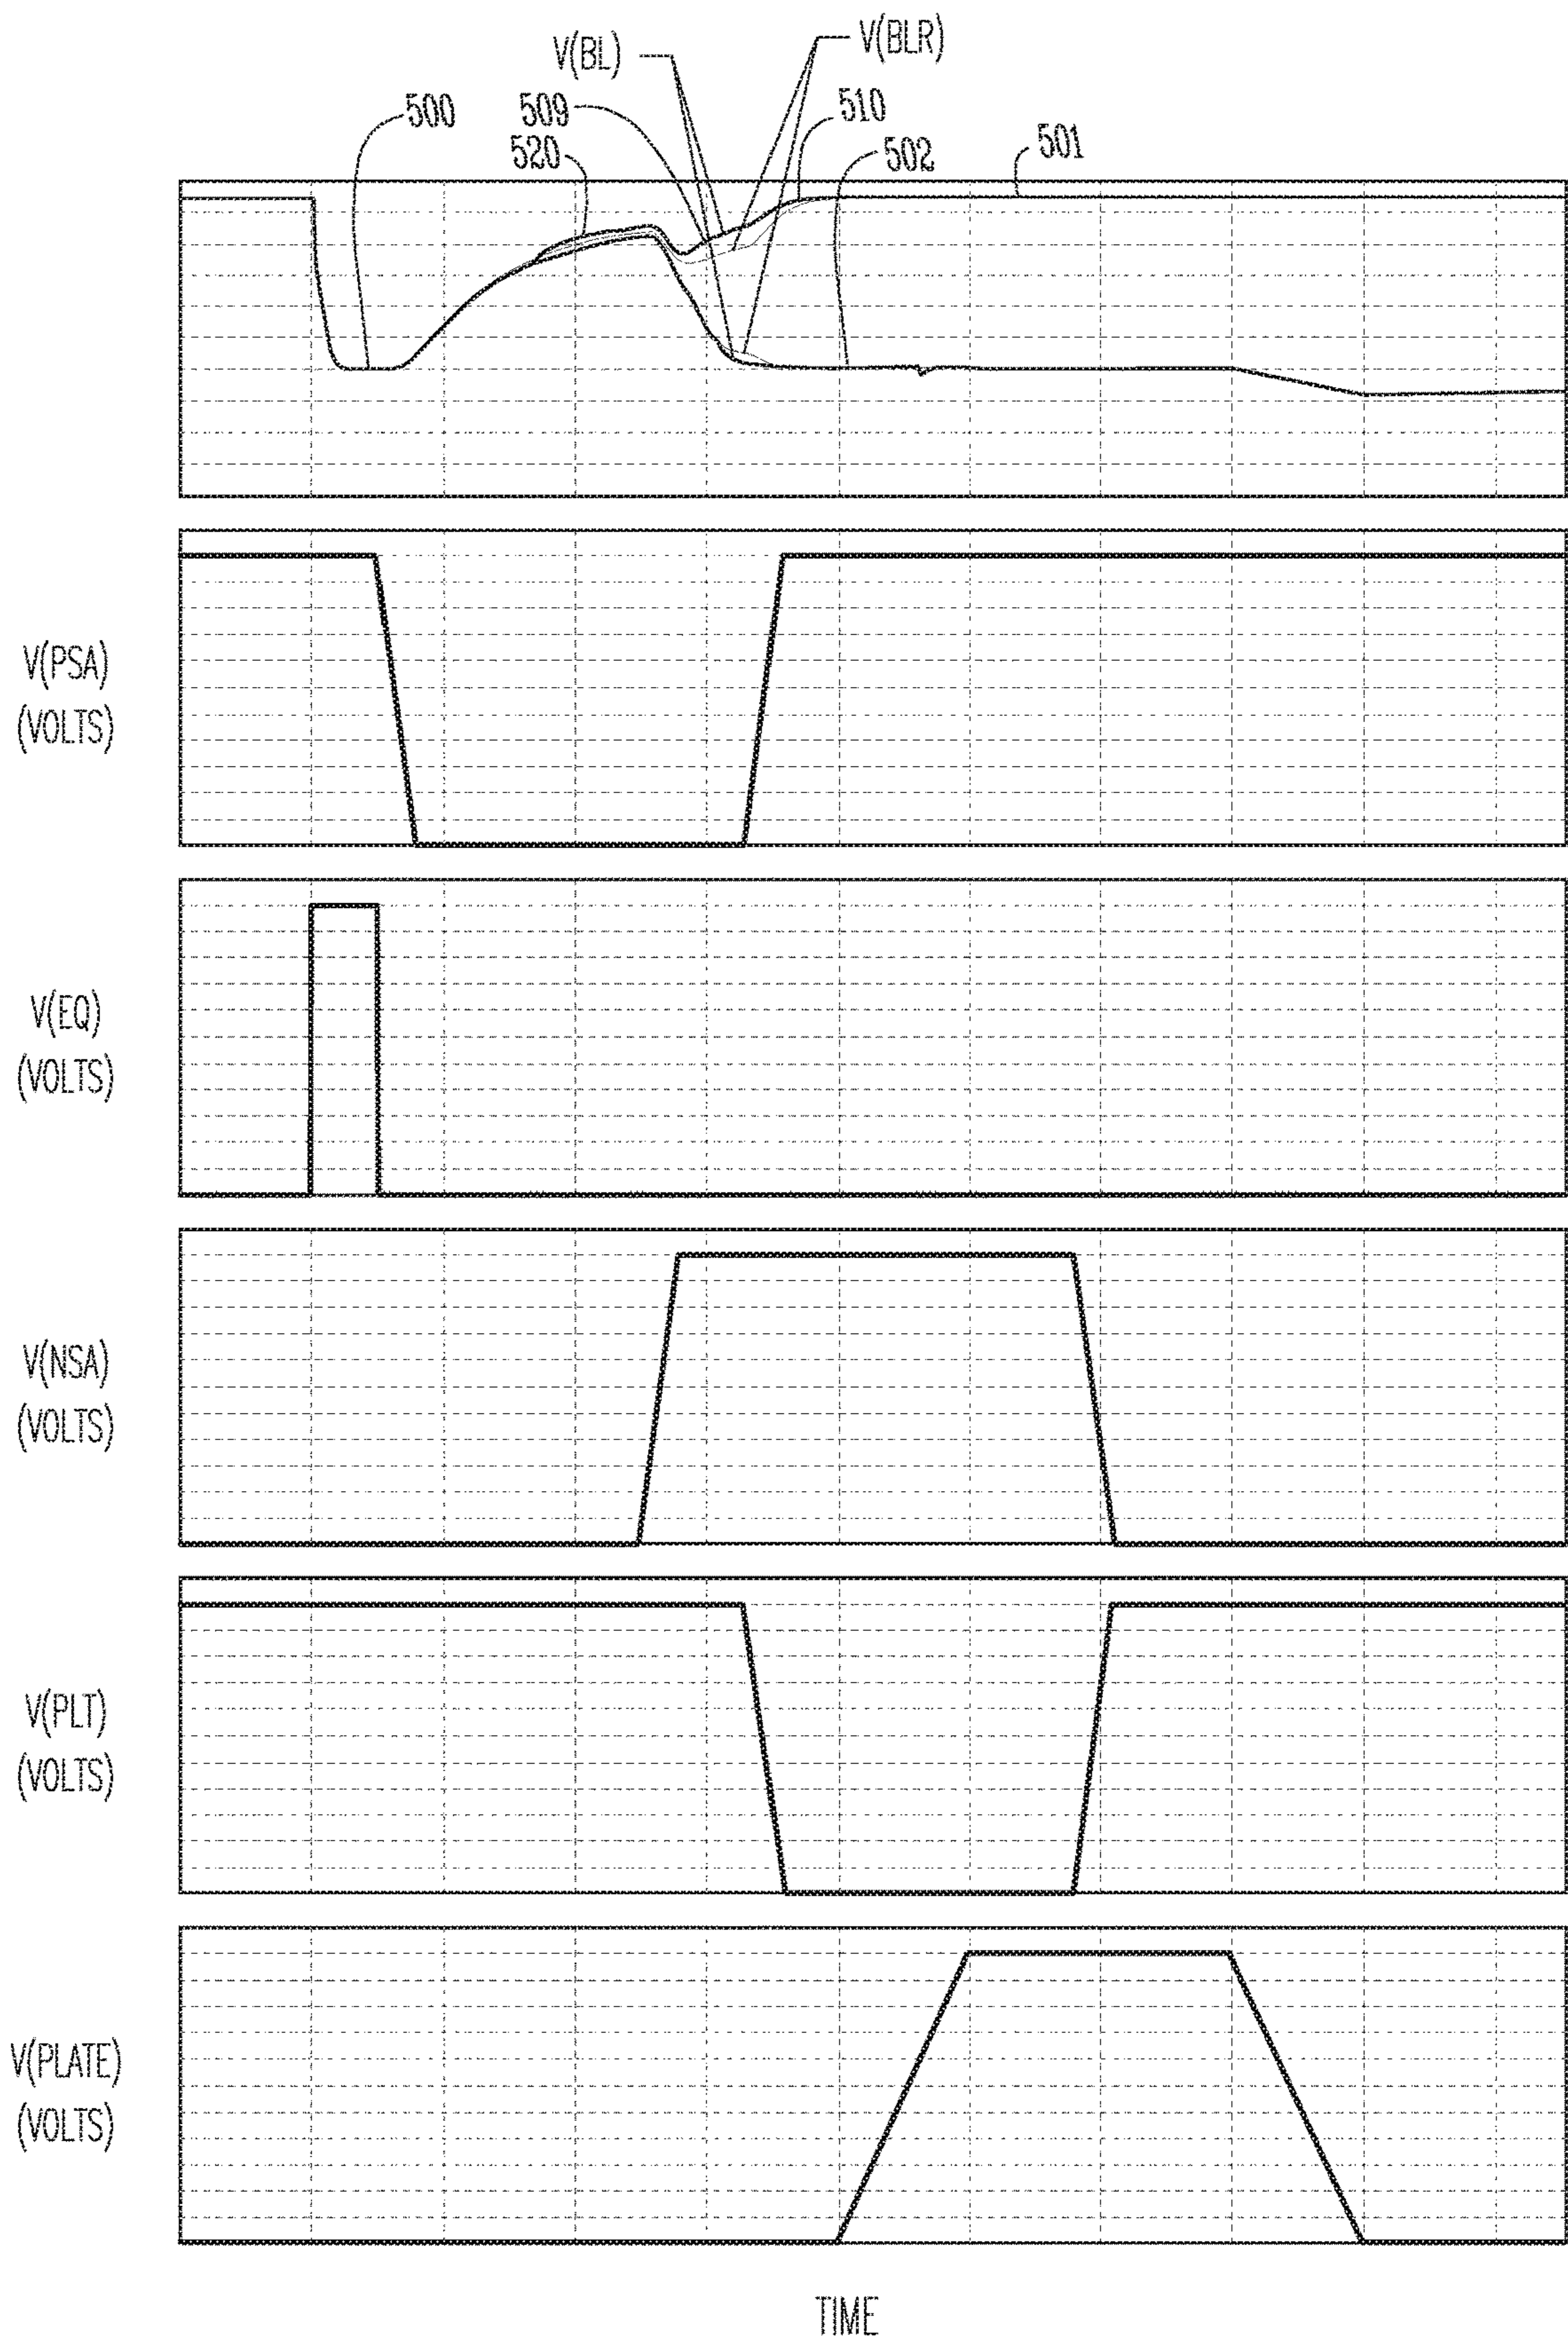 V(BL)
V(BLR)
500
509
510
520
502
501
V(PSA)
(VOLTS)
V(EQ)
(VOLTS)
V(NSA)
(VOLTS)
V(PLT)
(VOLTS)
V(PLATE)
(VOLTS)
TIME